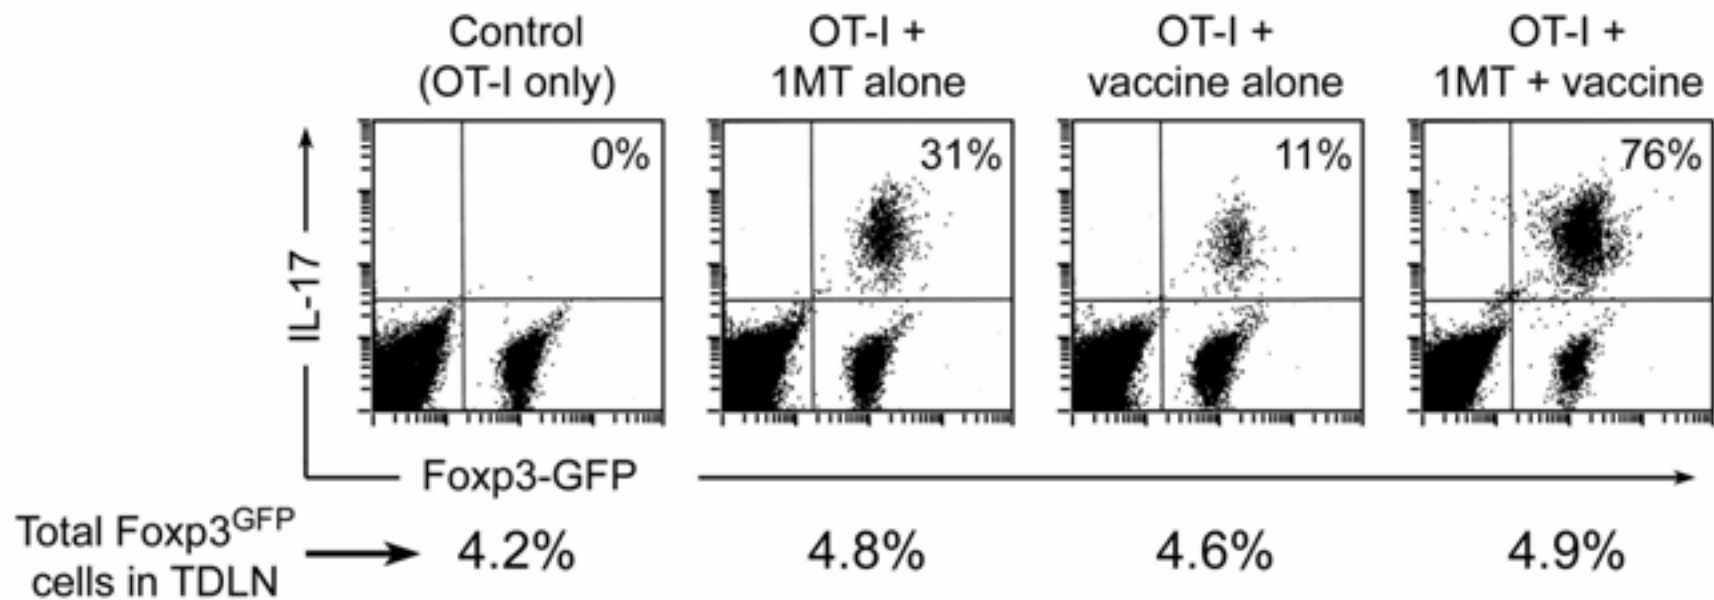 Control
(OT-I only)
OT-I +
1MT alone
OT-I +
vaccine alone
OT-I +
1MT + vaccine
0%
31%
11%
76%
IL-17
Foxp3-GFP
Total Foxp3GFP
cells in TDLN
4.2%
4.8%
4.6%
4.9%